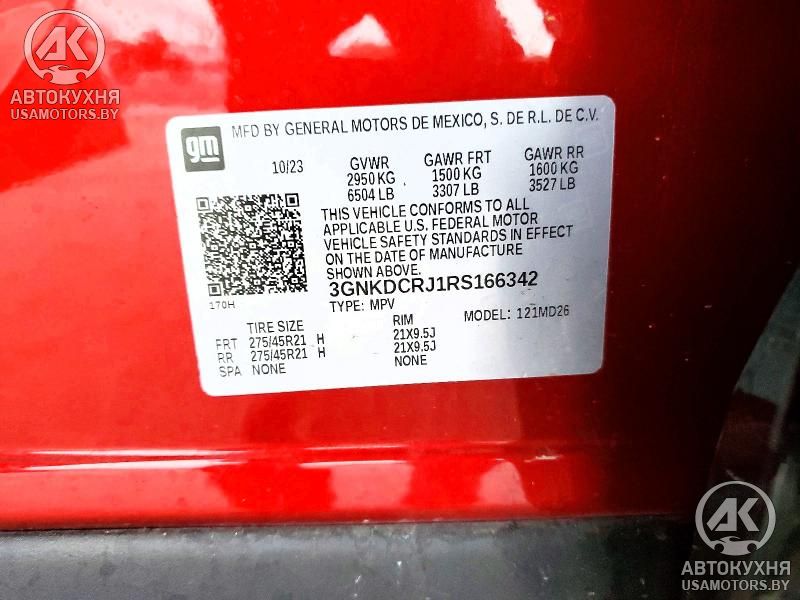 АВТОКУХНЯ
USAMOTORS.BY
gm
MFD BY GENERAL MOTORS DE MEXICO, S. DE R.L. DE C.V.
10/23 GVWR GAWR FRT GAWR RR
2950 KG 1500 KG 1600 KG
6504 LB 3307 LB 3527 LB
THIS VEHICLE CONFORMS TO ALL
APPLICABLE U.S. FEDERAL MOTOR
VEHICLE SAFETY STANDARDS IN EFFECT
ON THE DATE OF MANUFACTURE
SHOWN ABOVE.
170H 3GNKDCRJ1RS166342
TYPE: MPV MODEL: 121MD26
TIRE SIZE RIM
FRT 275/45R21 H 21X9.5J
RR 275/45R21 H 21X9.5J
SPA NONE NONE
АК
АВТОКУХНЯ
USAMOTORS.BY